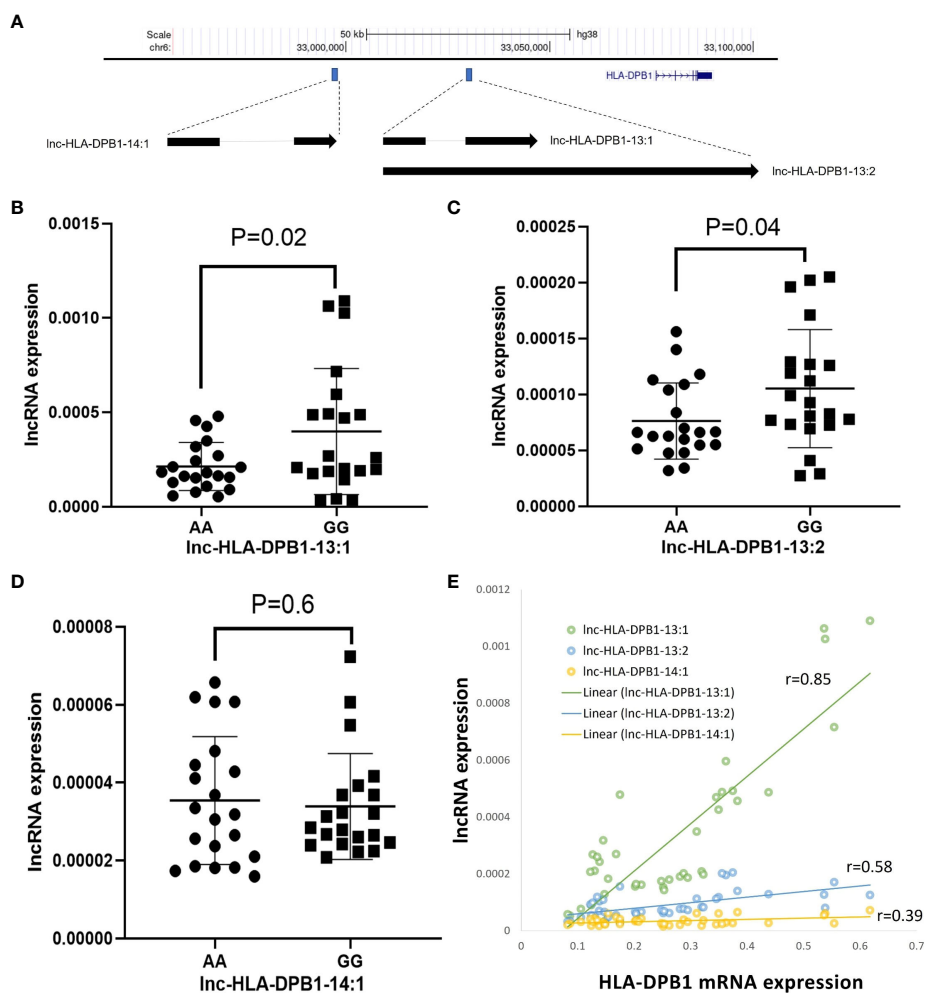 A
Scale
50 kb
hg38
chr6:
33,000,000
33,050,000
33,100,000
HLA-DPB1
lnc-HLA-DPB1-14:1
lnc-HLA-DPB1-13:1
lnc-HLA-DPB1-13:2
B
P=0.02
lncRNA expression
0.0015
0.0010
0.0005
0.0000
AA
GG
lnc-HLA-DPB1-13:1
C
P=0.04
lncRNA expression
0.00025
0.00020
0.00015
0.00010
0.00005
0.00000
AA
GG
lnc-HLA-DPB1-13:2
D
P=0.6
lncRNA expression
0.00008
0.00006
0.00004
0.00002
0.00000
AA
GG
lnc-HLA-DPB1-14:1
E
lncRNA expression
0.0012
0.001
0.0008
0.0006
0.0004
0.0002
0
lnc-HLA-DPB1-13:1
lnc-HLA-DPB1-13:2
lnc-HLA-DPB1-14:1
Linear (lnc-HLA-DPB1-13:1)
Linear (lnc-HLA-DPB1-13:2)
Linear (lnc-HLA-DPB1-14:1)
r=0.85
r=0.58
r=0.39
0
0.1
0.2
0.3
0.4
0.5
0.6
0.7
HLA-DPB1 mRNA expression